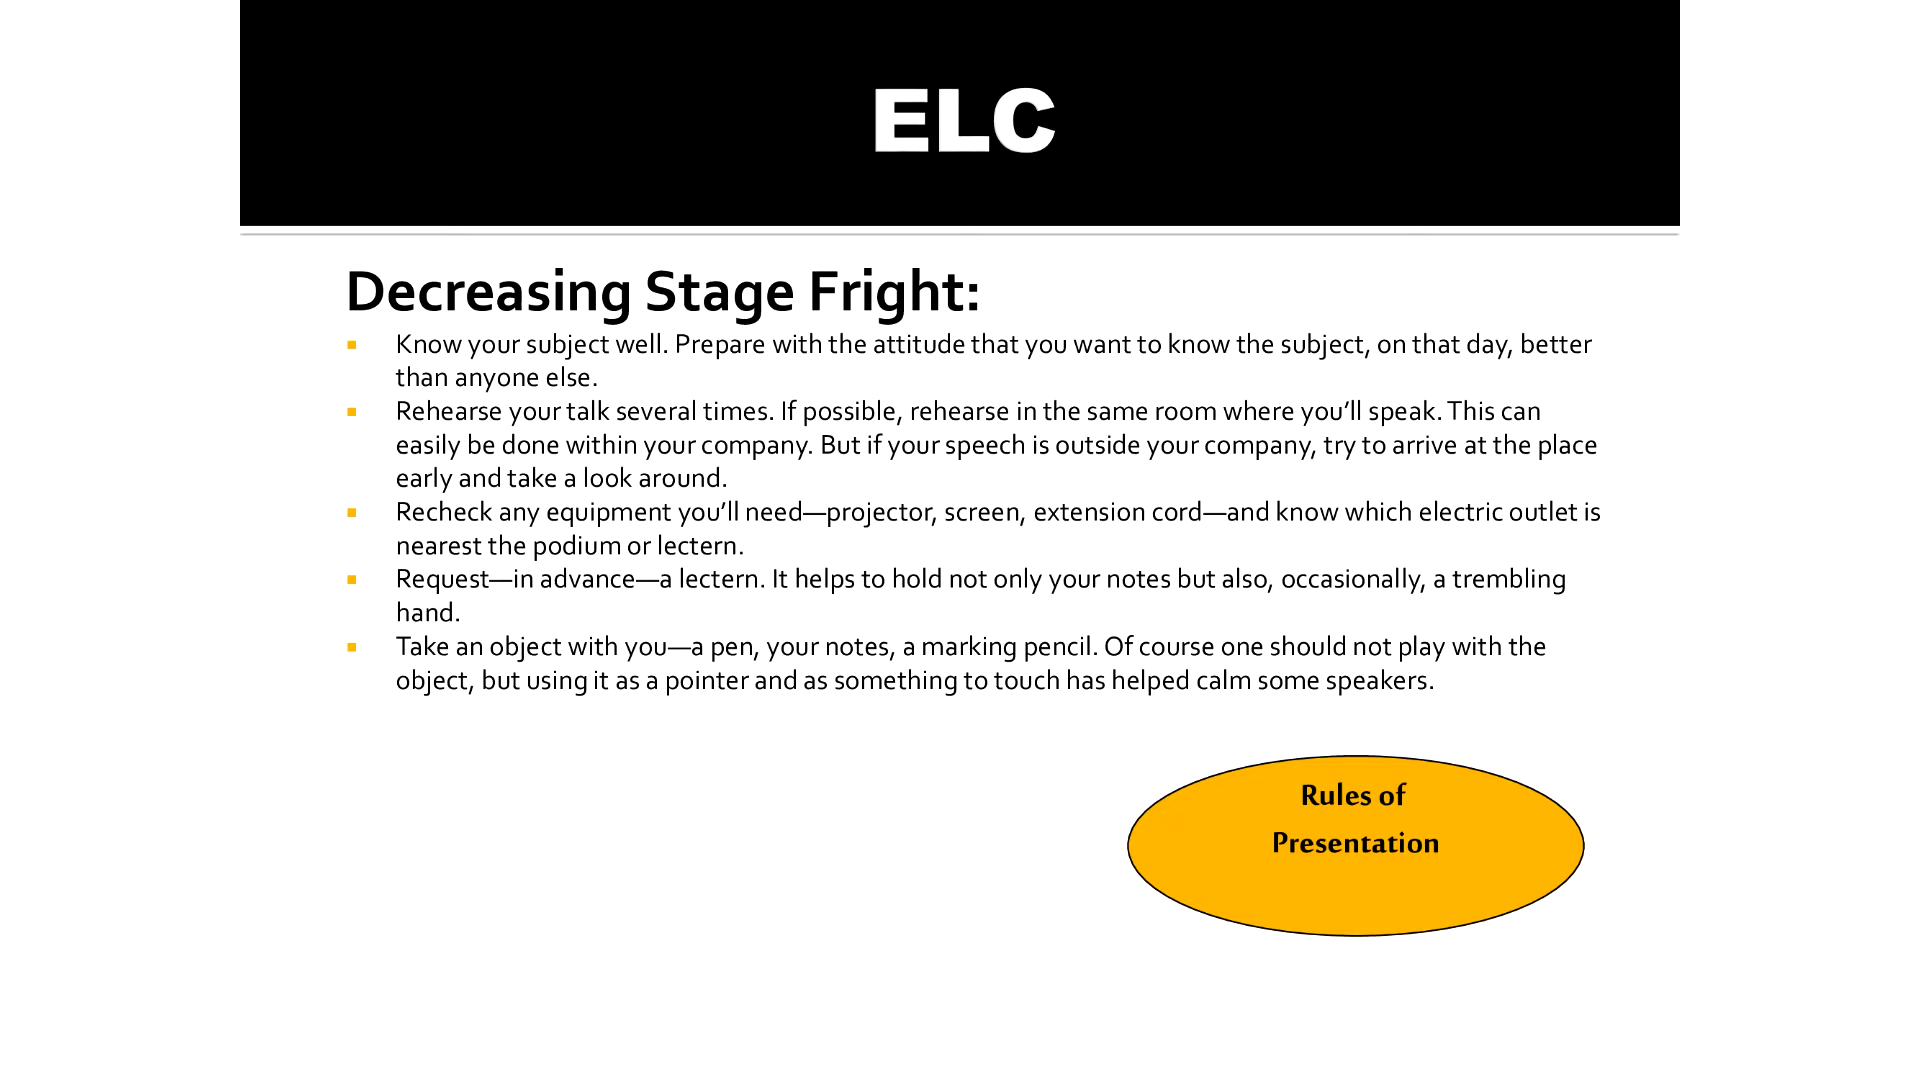 ELC
Decreasing Stage Fright:
Know your subject well. Prepare with the attitude that you want to know the subject, on that day, better
than anyone else.
Rehearse your talk several times. If possible, rehearse in the same room where you’ll speak. This can
easily be done within your company. But if your speech is outside your company, try to arrive at the place
early and take a look around.
Recheck any equipment you’ll need—projector, screen, extension cord—and know which electric outlet is
nearest the podium or lectern.
Request—in advance—a lectern. It helps to hold not only your notes but also, occasionally, a trembling
hand.
Take an object with you—a pen, your notes, a marking pencil. Of course one should not play with the
object, but using it as a pointer and as something to touch has helped calm some speakers.
Rules of
Presentation